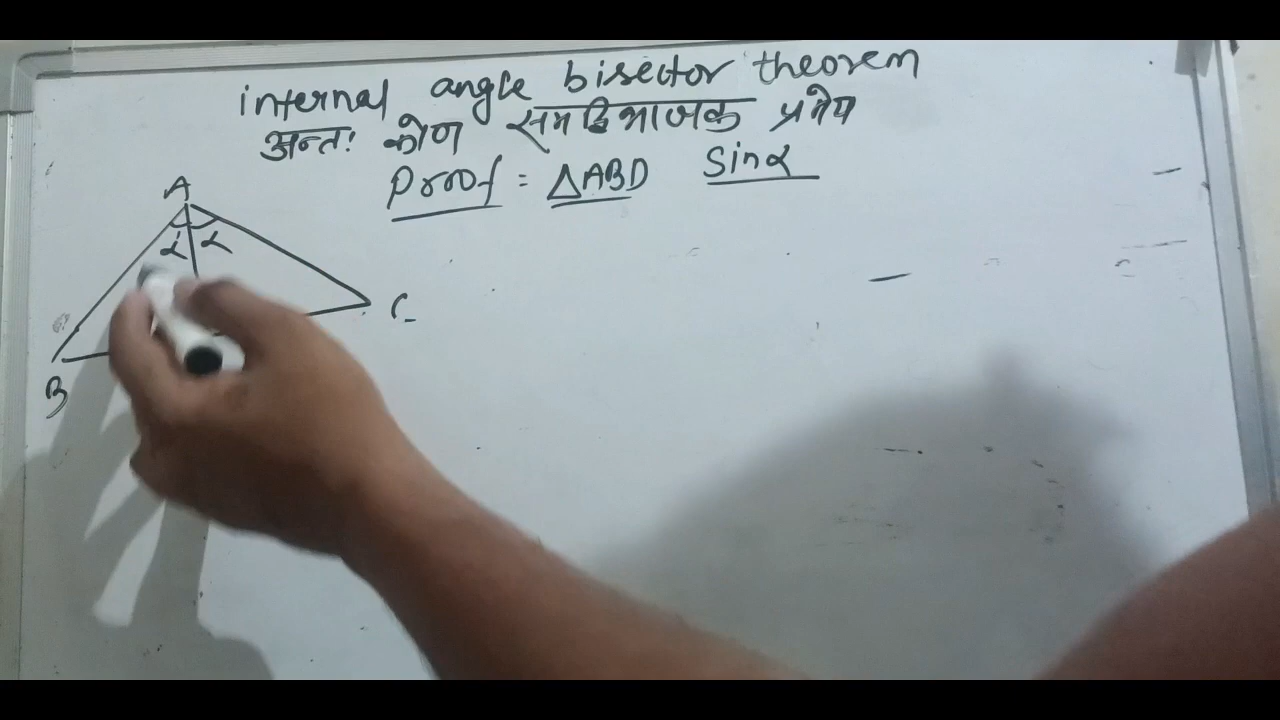 internal angle bisector theorem
अन्तः कोण समद्विभाजक प्रमेय
Proof = △ABD Sinα
A
α α
C
B